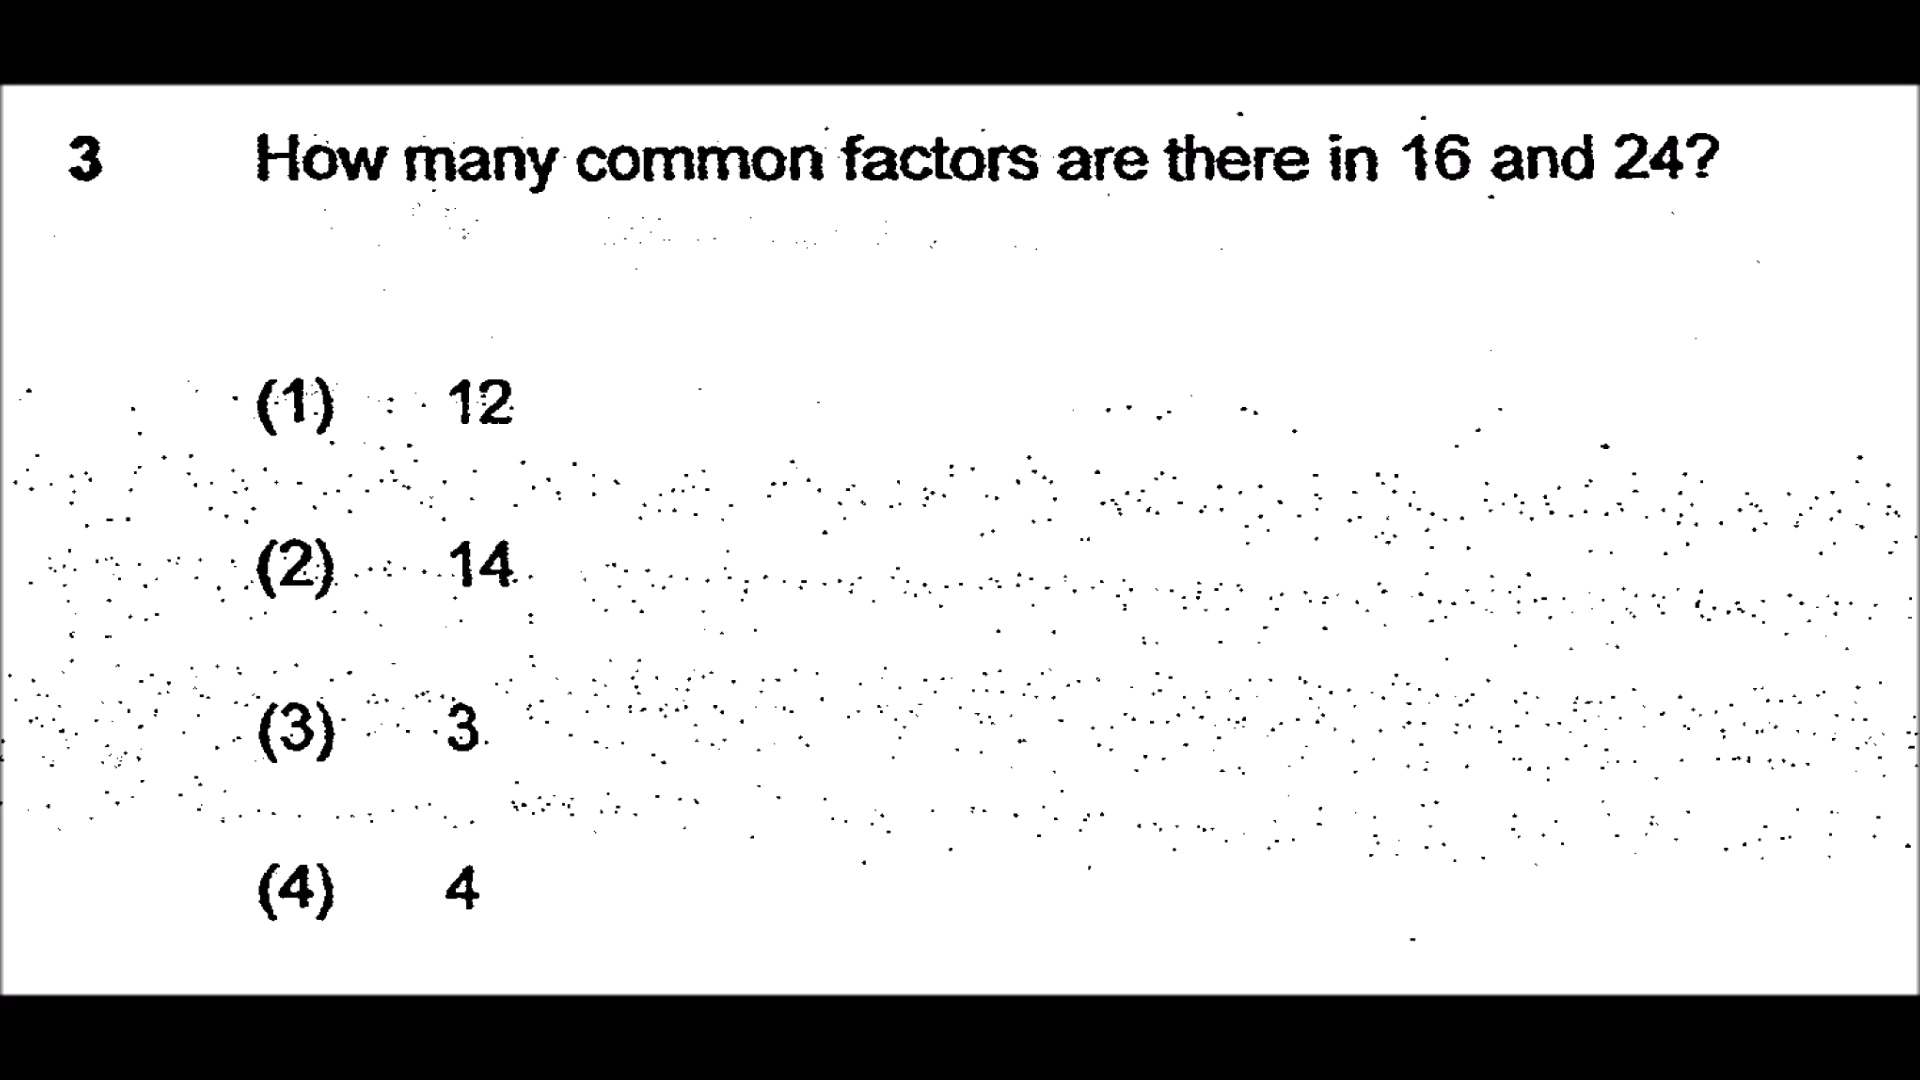 3 How many common factors are there in 16 and 24?
(1) 12
(2) 14
(3) 3
(4) 4